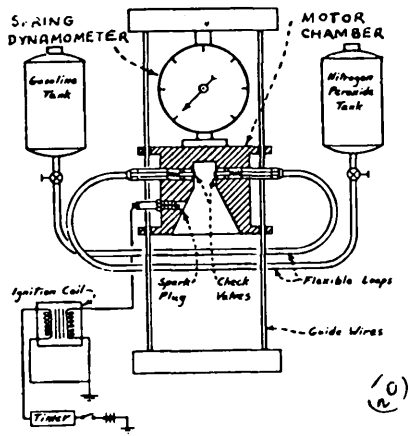 SPRING
DYNAMOMETER
MOTOR
CHAMBER
Gasoline
Tank
Nitrogen
Peroxide
Tank
Spark
Plug
Check
Valves
Flexible Loops
Ignition Coil
Guide Wires
Timer